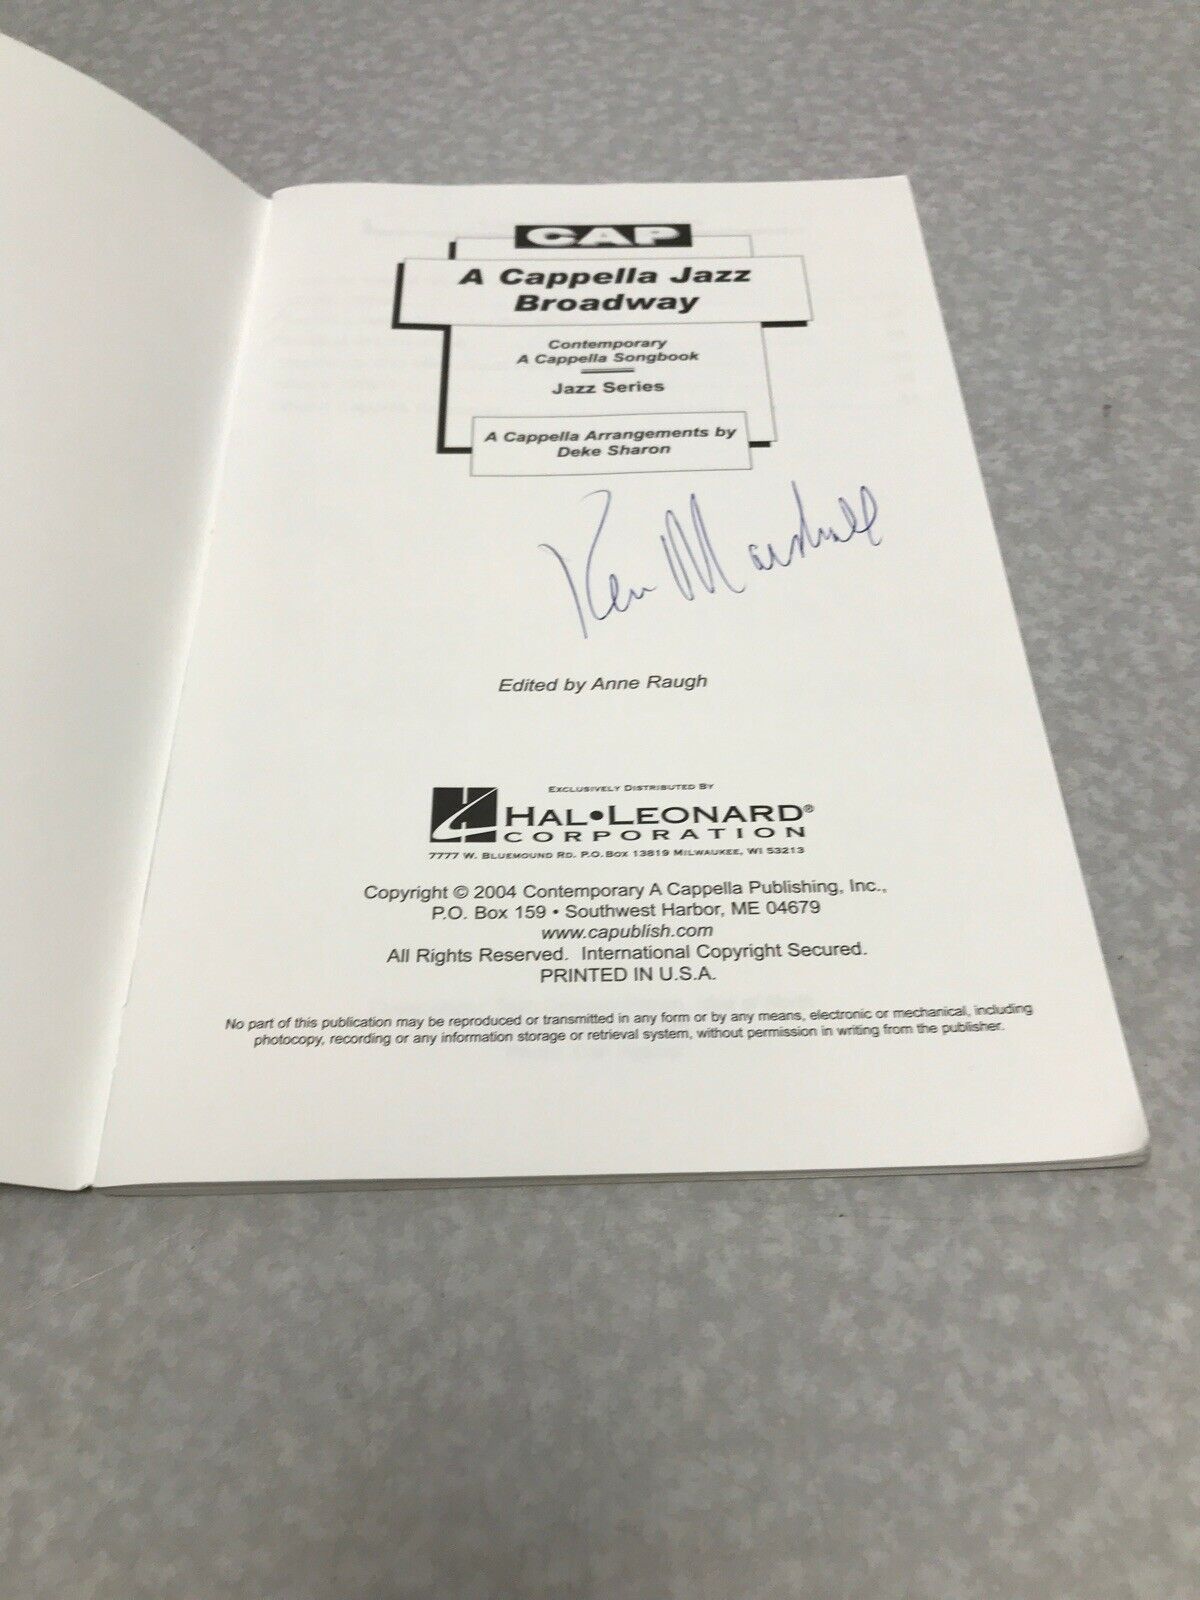 CAP
A Cappella Jazz
Broadway
Contemporary
A Cappella Songbook
Jazz Series
A Cappella Arrangements by
Deke Sharon
Ken Marshall
Edited by Anne Raugh
EXCLUSIVELY DISTRIBUTED BY
HAL•LEONARD®
CORPORATION
7777 W. BLUEMOUND RD. P.O. BOX 13819 MILWAUKEE, WI 53213
Copyright © 2004 Contemporary A Cappella Publishing, Inc.,
P.O. Box 159 • Southwest Harbor, ME 04679
www.capublish.com
All Rights Reserved. International Copyright Secured.
PRINTED IN U.S.A.
No part of this publication may be reproduced or transmitted in any form or by any means, electronic or mechanical, including
photocopy, recording or any information storage or retrieval system, without permission in writing from the publisher.